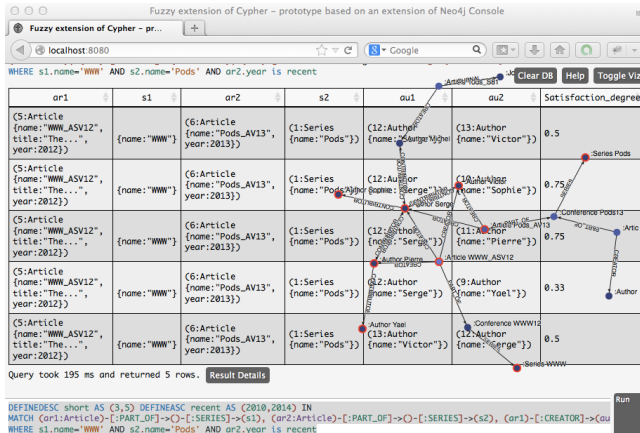 Fuzzy extension of Cypher – prototype based on an extension of Neo4j Console
Fuzzy extension of Cypher – pr...
localhost:8080
Google
WHERE s1.name='WWW' AND s2.name='Pods' AND ar2.year is recent
Clear DB Help Toggle Viz
ar1 s1 ar2 s2 au1 au2 Satisfaction_degree
(5:Article {name:"WWW_ASV12", title:"The...", year:2012})
{name:"WWW"}
(6:Article {name:"Pods_AV13", year:2013})
(1:Series {name:"Pods"})
(12:Author
(13:Author {name:"Victor"})
0.5
(5:Article {name:"WWW_ASV12", title:"The...", year:2012})
{name:"WWW"}
(6:Article {name:"Pods_AV13", year:2013})
(1:Series
(12:Author
{name:"Sophie"})
0.75
(5:Article {name:"WWW_ASV12", title:"The...", year:2012})
{name:"WWW"}
(6:Article {name:"Pods_AV13", year:2013})
(1:Series {name:"Pods"})
{name:"Serge"})
(11:Author {name:"Pierre"})
0.75
(5:Article {name:"WWW_ASV12", title:"The...", year:2012})
{name:"WWW"}
(6:Article {name:"Pods_AV13", year:2013})
(1:Series {name:"Pods"})
(12:Author {name:"Serge"})
(9:Author {name:"Yael"})
0.33
(5:Article {name:"WWW_ASV12", title:"The...", year:2012})
{name:"WWW"}
(6:Article {name:"Pods_AV13", year:2013})
(1:Series {name:"Pods"})
(13:Author {name:"Victor"})
(12:Author
0.5
:Article Pods_S81
:Series Pods
:Author Sophie
:Author Serge
:Conference Pods13
:Article Pods_AV13
:Artic
:Author Pierre
:Article WWW_ASV12
:Author
:Author Yael
:Conference WWW12
:Series WWW
SERIES
PART_OF
PART_OF
CREATOR
CREATOR
CONTRIBUTOR
Query took 195 ms and returned 5 rows. Result Details
DEFINEDESC short AS (3,5) DEFINEASC recent AS (2010,2014) IN
MATCH (ar1:Article)-[:PART_OF]->()-[:SERIES]->(s1), (ar2:Article)-[:PART_OF]->()-[:SERIES]->(s2), (ar1)-[:CREATOR]->(au
WHERE s1.name='WWW' AND s2.name='Pods' AND ar2.year is recent
Run